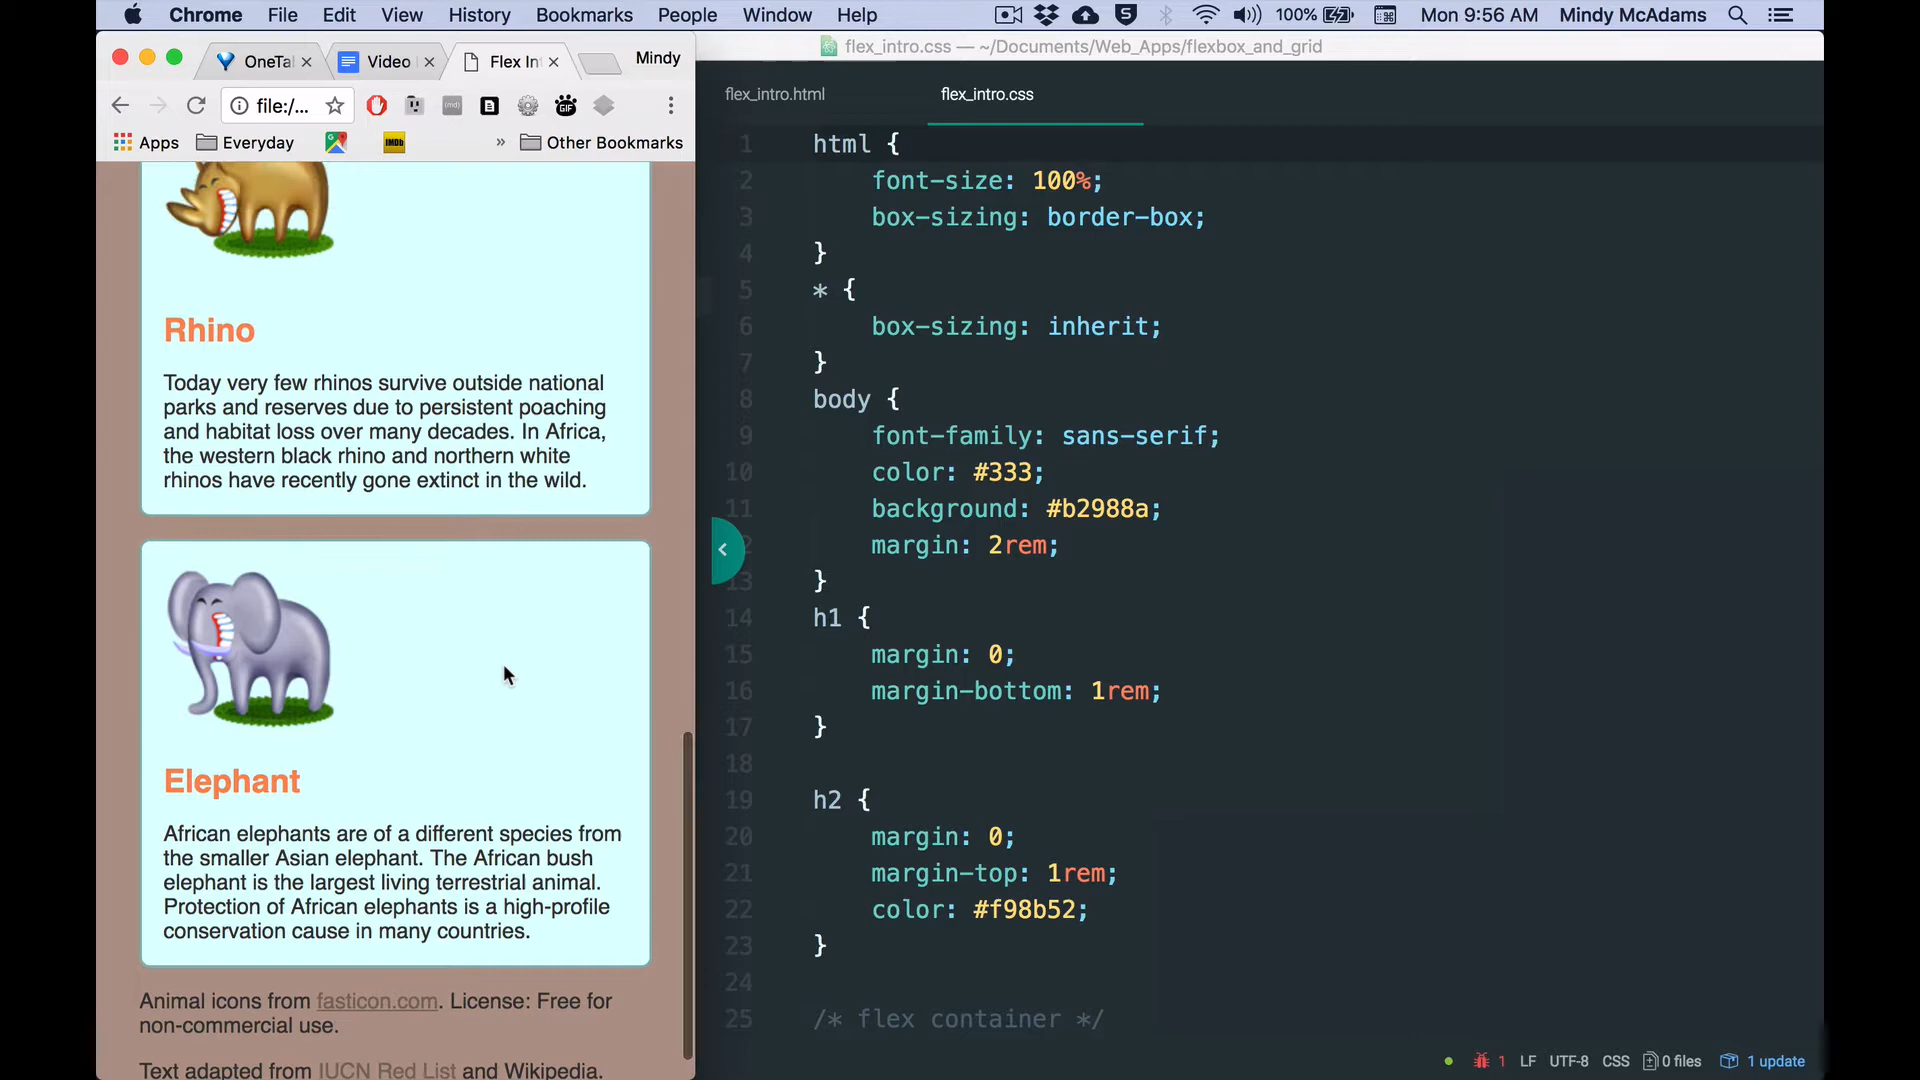 Chrome File Edit View History Bookmarks People Window Help 100% Mon 9:56 AM Mindy McAdams
OneTa Video Flex In Mindy
file:/...
Apps Everyday IMDb » Other Bookmarks
Rhino
Today very few rhinos survive outside national
parks and reserves due to persistent poaching
and habitat loss over many decades. In Africa,
the western black rhino and northern white
rhinos have recently gone extinct in the wild.
Elephant
African elephants are of a different species from
the smaller Asian elephant. The African bush
elephant is the largest living terrestrial animal.
Protection of African elephants is a high-profile
conservation cause in many countries.
Animal icons from fasticon.com. License: Free for
non-commercial use.
Text adapted from IUCN Red List and Wikipedia.
flex_intro.css — ~/Documents/Web_Apps/flexbox_and_grid
flex_intro.html flex_intro.css
1 html {
2 font-size: 100%;
3 box-sizing: border-box;
4 }
5 * {
6 box-sizing: inherit;
7 }
8 body {
9 font-family: sans-serif;
10 color: #333;
11 background: #b2988a;
2 margin: 2rem;
13 }
14 h1 {
15 margin: 0;
16 margin-bottom: 1rem;
17 }
18
19 h2 {
20 margin: 0;
21 margin-top: 1rem;
22 color: #f98b52;
23 }
24
25 /* flex container */
1 LF UTF-8 CSS 0 files 1 update